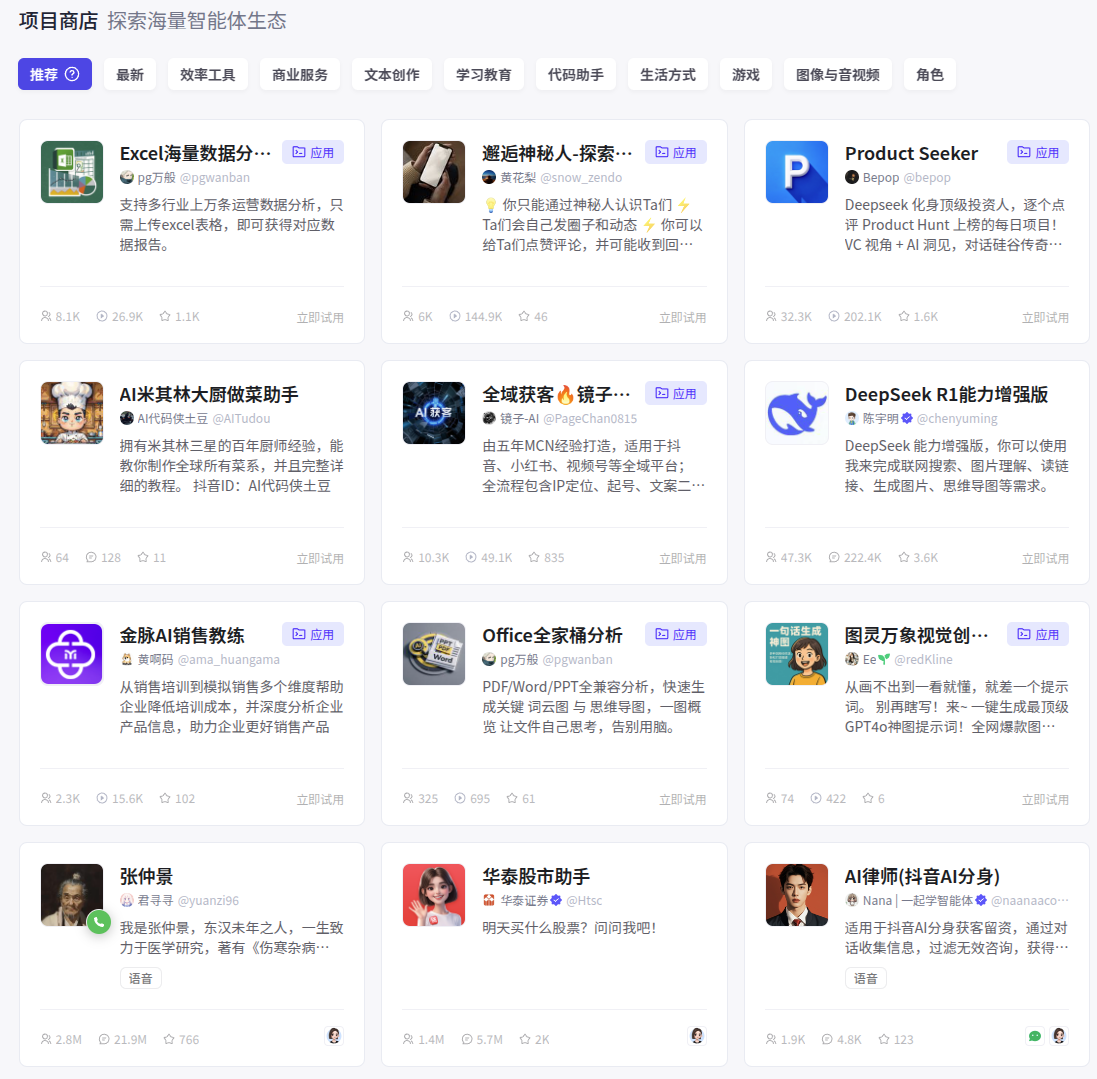 项目商店 探索海量智能体生态
推荐 最新 效率工具 商业服务 文本创作 学习教育 代码助手 生活方式 游戏 图像与音视频 角色
Excel海量数据分… 应用
pg万般 @pgwanban
支持多行业上万条运营数据分析，只
需上传excel表格，即可获得对应数
据报告。
8.1K 26.9K 1.1K 立即试用
邂逅神秘人-探索… 应用
黄花梨 @snow_zendo
💡 你只能通过神秘人认识Ta们 ⚡
Ta们会自己发圈子和动态 ⚡ 你可以
给Ta们点赞评论，并可能收到回…
6K 144.9K 46 立即试用
Product Seeker 应用
Bepop @bepop
Deepseek 化身顶级投资人，逐个点
评 Product Hunt 上榜的每日项目！
VC 视角 + AI 洞见，对话硅谷传奇…
32.3K 202.1K 1.6K 立即试用
AI米其林大厨做菜助手
AI代码侠土豆 @AITudou
拥有米其林三星的百年厨师经验，能
教你制作全球所有菜系，并且完整详
细的教程。 抖音ID：AI代码侠土豆
64 128 11 立即试用
AI 获客
全域获客🔥镜子… 应用
镜子-AI @PageChan0815
由五年MCN经验打造，适用于抖
音、小红书、视频号等全域平台；
全流程包含IP定位、起号、文案二…
10.3K 49.1K 835 立即试用
DeepSeek R1能力增强版
陈宇明 @chenyuming
DeepSeek 能力增强版，你可以使用
我来完成联网搜索、图片理解、读链
接、生成图片、思维导图等需求。
47.3K 222.4K 3.6K 立即试用
金脉AI销售教练 应用
黄啊码 @ama_huangama
从销售培训到模拟销售多个维度帮助
企业降低培训成本，并深度分析企业
产品信息，助力企业更好销售产品
2.3K 15.6K 102 立即试用
AI PPT
PDF
Word
Office全家桶分析 应用
pg万般 @pgwanban
PDF/Word/PPT全兼容分析，快速生
成关键 词云图 与 思维导图，一图概
览 让文件自己思考，告别用脑。
325 695 61 立即试用
一句话生成
神图
图灵万象视觉创… 应用
Ee🌱 @redKline
从画不出到一看就懂，就差一个提示
词。 别再瞎写！来~ 一键生成最顶级
GPT4o神图提示词！全网爆款图…
74 422 6 立即试用
张仲景
君寻寻 @yuanzi96
我是张仲景，东汉末年之人，一生致
力于医学研究，著有《伤寒杂病…
语音
2.8M 21.9M 766
华泰股市助手
华泰证券 @Htsc
明天买什么股票？问问我吧！
1.4M 5.7M 2K
AI律师(抖音AI分身)
Nana | 一起学智能体 @naanaaco…
适用于抖音AI分身获客留资，通过对
话收集信息，过滤无效咨询，获得…
语音
1.9K 4.8K 123